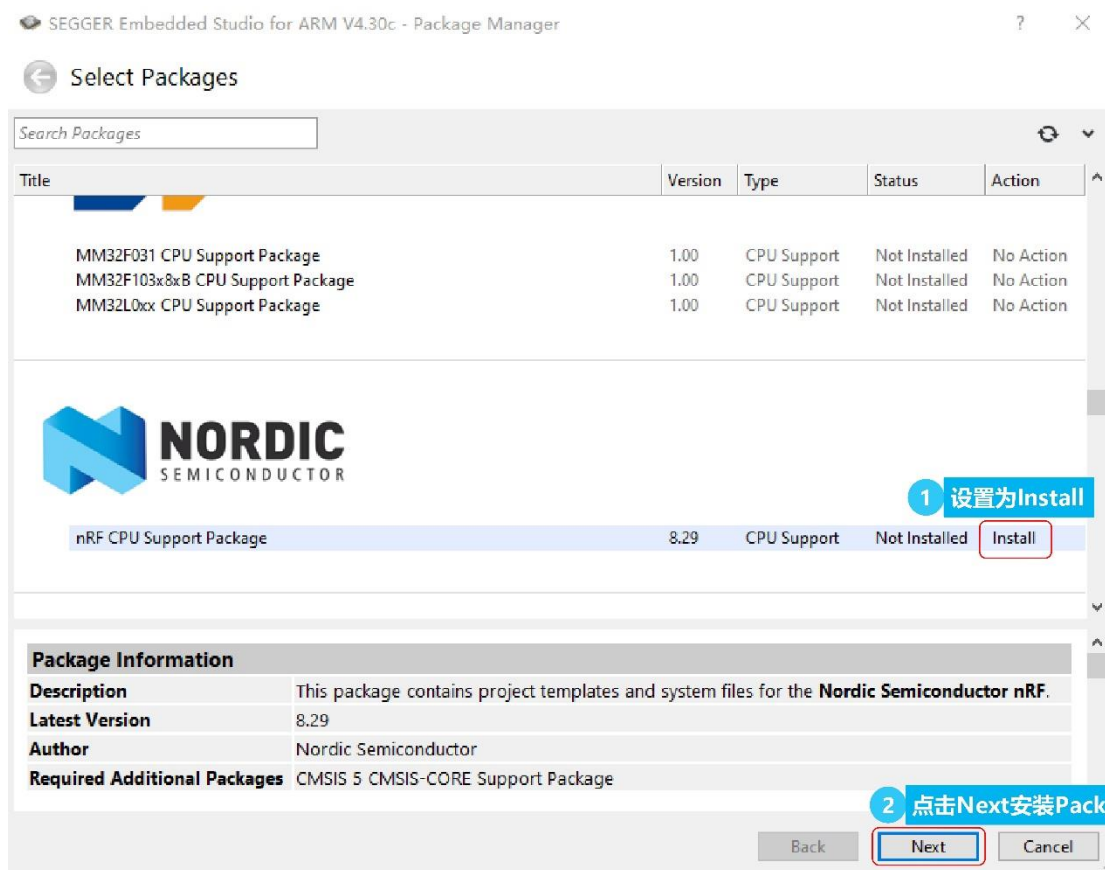 SEGGER Embedded Studio for ARM V4.30c - Package Manager
Select Packages
Search Packages
Title Version Type Status Action
MM32F031 CPU Support Package 1.00 CPU Support Not Installed No Action
MM32F103x8xB CPU Support Package 1.00 CPU Support Not Installed No Action
MM32L0xx CPU Support Package 1.00 CPU Support Not Installed No Action
NORDIC
SEMICONDUCTOR
1 设置为Install
nRF CPU Support Package 8.29 CPU Support Not Installed Install
Package Information
Description This package contains project templates and system files for the Nordic Semiconductor nRF.
Latest Version 8.29
Author Nordic Semiconductor
Required Additional Packages CMSIS 5 CMSIS-CORE Support Package
2 点击Next安装Pack
Back Next Cancel